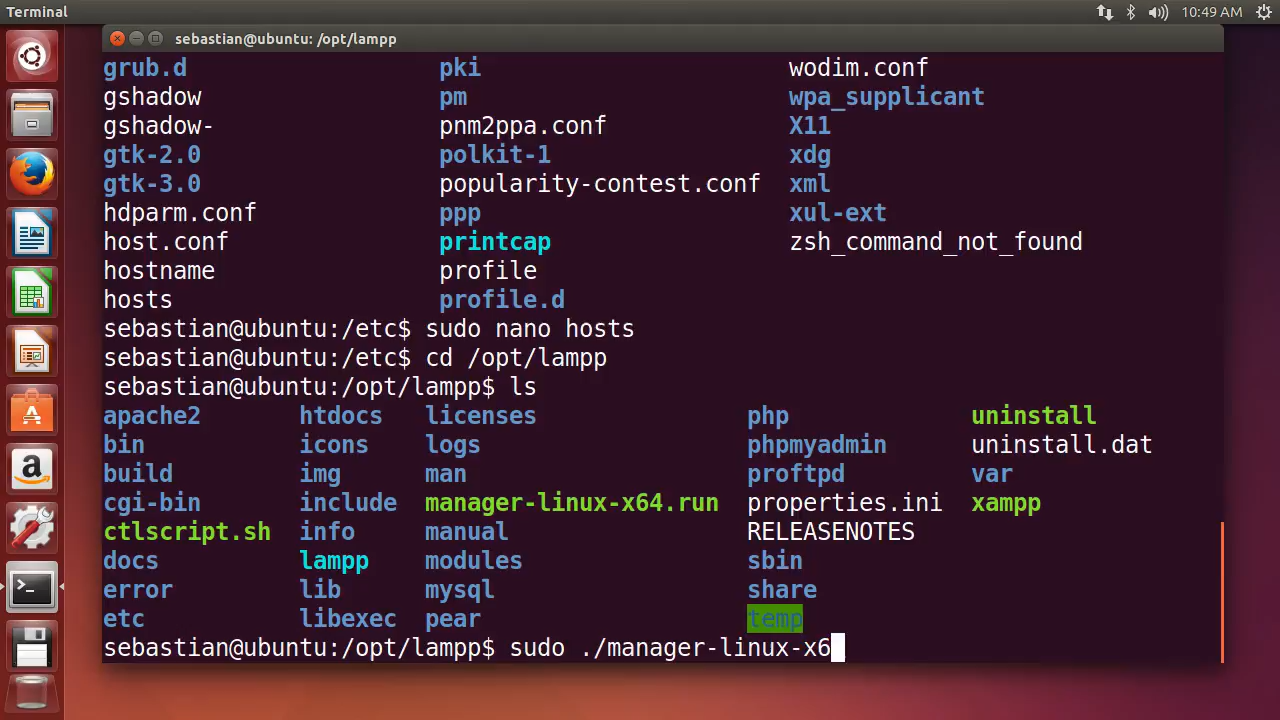 Terminal
10:49 AM
sebastian@ubuntu: /opt/lampp
grub.d pki wodim.conf
gshadow pm wpa_supplicant
gshadow- pnm2ppa.conf X11
gtk-2.0 polkit-1 xdg
gtk-3.0 popularity-contest.conf xml
hdparm.conf ppp xul-ext
host.conf printcap zsh_command_not_found
hostname profile
hosts profile.d
sebastian@ubuntu:/etc$ sudo nano hosts
sebastian@ubuntu:/etc$ cd /opt/lampp
sebastian@ubuntu:/opt/lampp$ ls
apache2 htdocs licenses php uninstall
bin icons logs phpmyadmin uninstall.dat
build img man proftpd var
cgi-bin include manager-linux-x64.run properties.ini xampp
ctlscript.sh info manual RELEASENOTES
docs lampp modules sbin
error lib mysql share
etc libexec pear temp
sebastian@ubuntu:/opt/lampp$ sudo ./manager-linux-x6